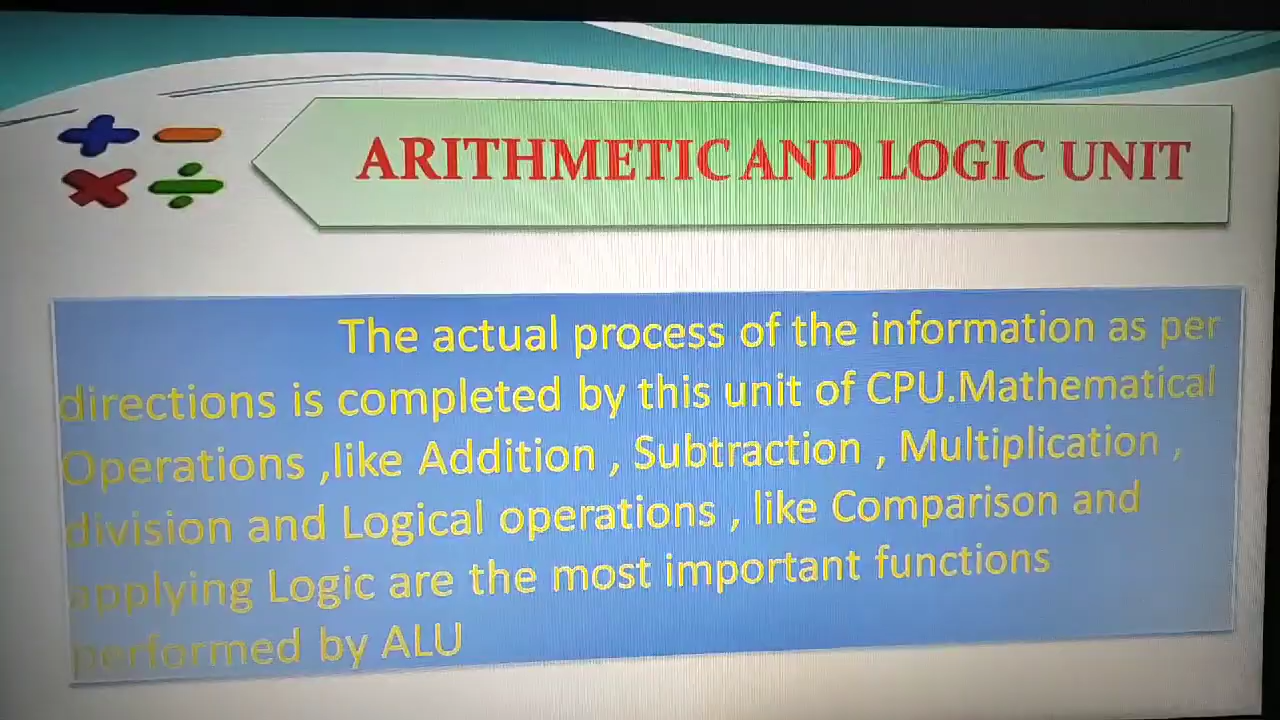 ARITHMETIC AND LOGIC UNIT
The actual process of the information as per
directions is completed by this unit of CPU.Mathematical
Operations ,like Addition , Subtraction , Multiplication ,
division and Logical operations , like Comparison and
applying Logic are the most important functions
performed by ALU